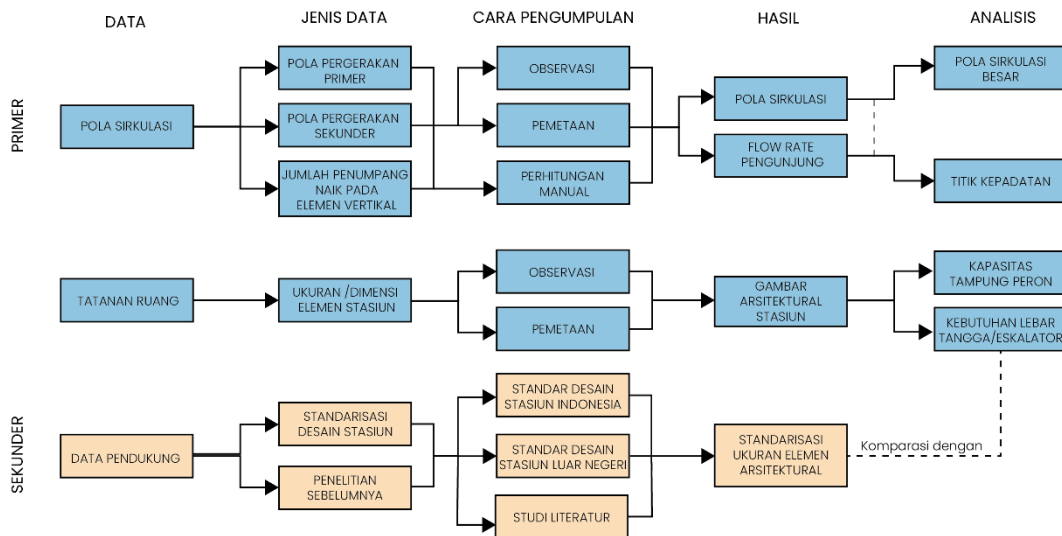 DATA
JENIS DATA
CARA PENGUMPULAN
HASIL
ANALISIS
PRIMER
POLA SIRKULASI
POLA PERGERAKAN
PRIMER
POLA PERGERAKAN
SEKUNDER
JUMLAH PENUMPANG
NAIK PADA
ELEMEN VERTIKAL
OBSERVASI
PEMETAAN
PERHITUNGAN
MANUAL
POLA SIRKULASI
FLOW RATE
PENGUNJUNG
POLA SIRKULASI
BESAR
TITIK KEPADATAN
TATANAN RUANG
UKURAN /DIMENSI
ELEMEN STASIUN
OBSERVASI
PEMETAAN
GAMBAR
ARSITEKTURAL
STASIUN
KAPASITAS
TAMPUNG PERON
KEBUTUHAN LEBAR
TANGGA/ESKALATOR
SEKUNDER
DATA PENDUKUNG
STANDARISASI
DESAIN STASIUN
PENELITIAN
SEBELUMNYA
STANDAR DESAIN
STASIUN INDONESIA
STANDAR DESAIN
STASIUN LUAR NEGERI
STUDI LITERATUR
STANDARISASI
UKURAN ELEMEN
ARSITEKTURAL
Komparasi dengan